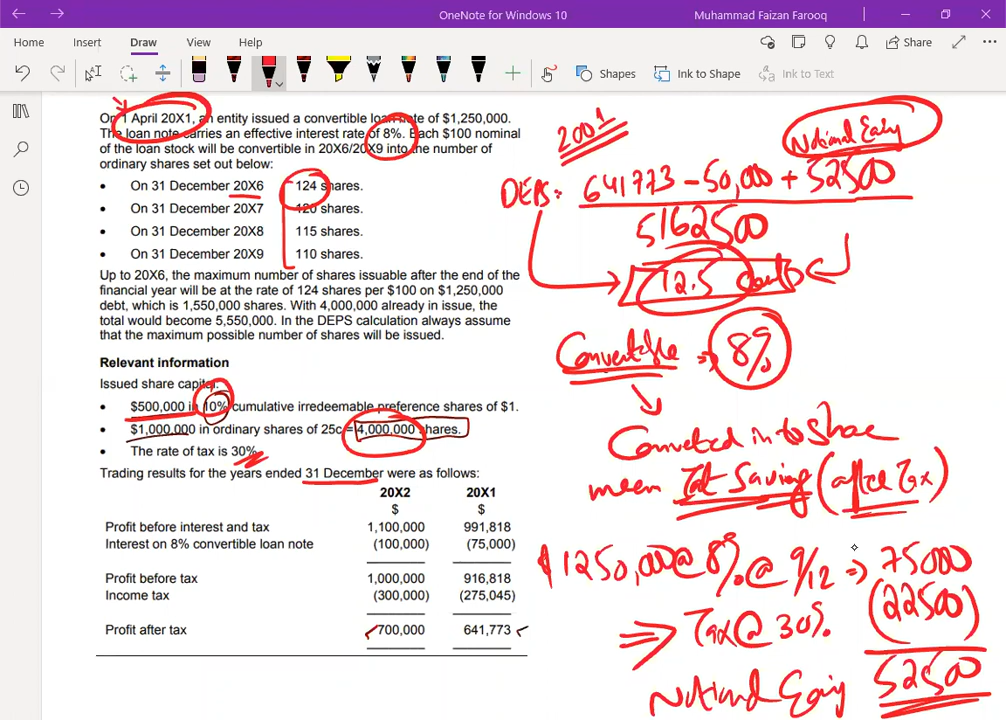 OneNote for Windows 10
Muhammad Faizan Farooq
Home Insert Draw View Help
Share
Shapes Ink to Shape Ink to Text
On 1 April 20X1, an entity issued a convertible loan note of $1,250,000.
The loan note carries an effective interest rate of 8%. Each $100 nominal
of the loan stock will be convertible in 20X6/20X9 into the number of
ordinary shares set out below:
• On 31 December 20X6 124 shares.
• On 31 December 20X7 120 shares.
• On 31 December 20X8 115 shares.
• On 31 December 20X9 110 shares.
Up to 20X6, the maximum number of shares issuable after the end of the
financial year will be at the rate of 124 shares per $100 on $1,250,000
debt, which is 1,550,000 shares. With 4,000,000 already in issue, the
total would become 5,550,000. In the DEPS calculation always assume
that the maximum possible number of shares will be issued.
Relevant information
Issued share capital:
• $500,000 in 10% cumulative irredeemable preference shares of $1.
• $1,000,000 in ordinary shares of 25c = 4,000,000 shares.
• The rate of tax is 30%.
Trading results for the years ended 31 December were as follows:
20X2 20X1
$ $
Profit before interest and tax 1,100,000 991,818
Interest on 8% convertible loan note (100,000) (75,000)
Profit before tax 1,000,000 916,818
Income tax (300,000) (275,045)
Profit after tax 700,000 641,773
Notional
DEPS = 641773 - 50,000 + 52500
5162500
12.5
Convertible ⇒ 8%
Converted into share
mean Saving (after Tax)
$1250,000 @ 8% @ 9/12 ⇒ 75000
⇒ Tax @ 30% (22500)
Notional 52500